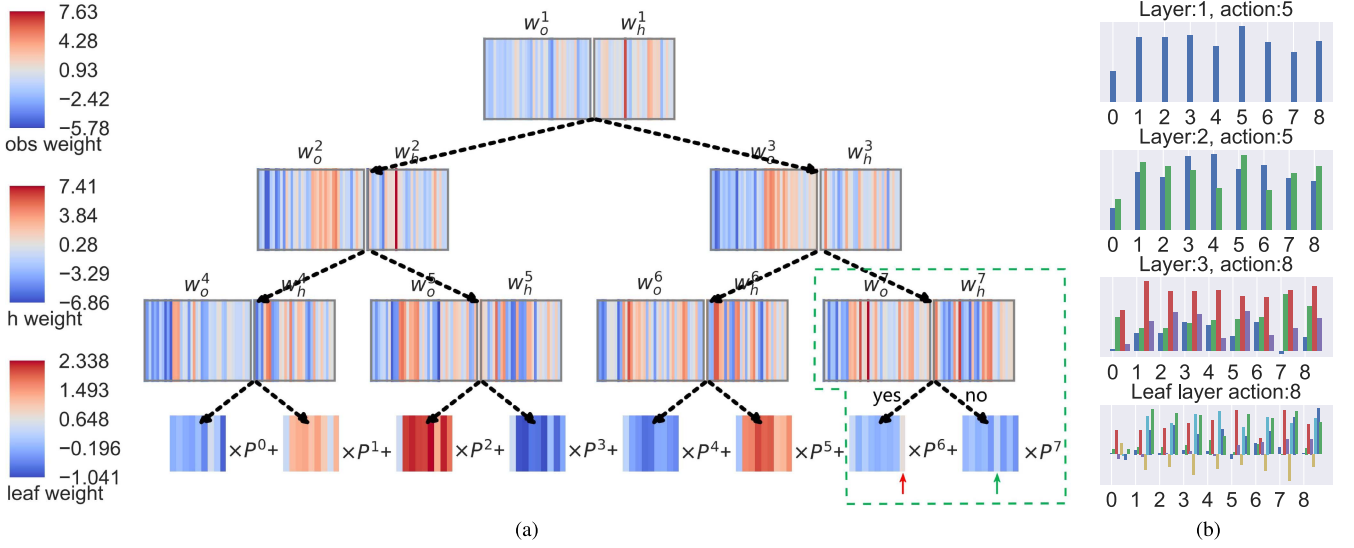 7.63
4.28
0.93
−2.42
−5.78
obs weight
7.41
3.84
0.28
−3.29
−6.86
h weight
2.338
1.493
0.648
−0.196
−1.041
leaf weight
w_o^1 w_h^1
w_o^2 w_h^2 w_o^3 w_h^3
w_o^4 w_h^4 w_o^5 w_h^5 w_o^6 w_h^6 w_o^7 w_h^7
yes no
×P^0+ ×P^1+ ×P^2+ ×P^3+ ×P^4+ ×P^5+ ×P^6+ ×P^7
(a)
Layer:1, action:5
0 1 2 3 4 5 6 7 8
Layer:2, action:5
0 1 2 3 4 5 6 7 8
Layer:3, action:8
0 1 2 3 4 5 6 7 8
Leaf layer action:8
0 1 2 3 4 5 6 7 8
(b)